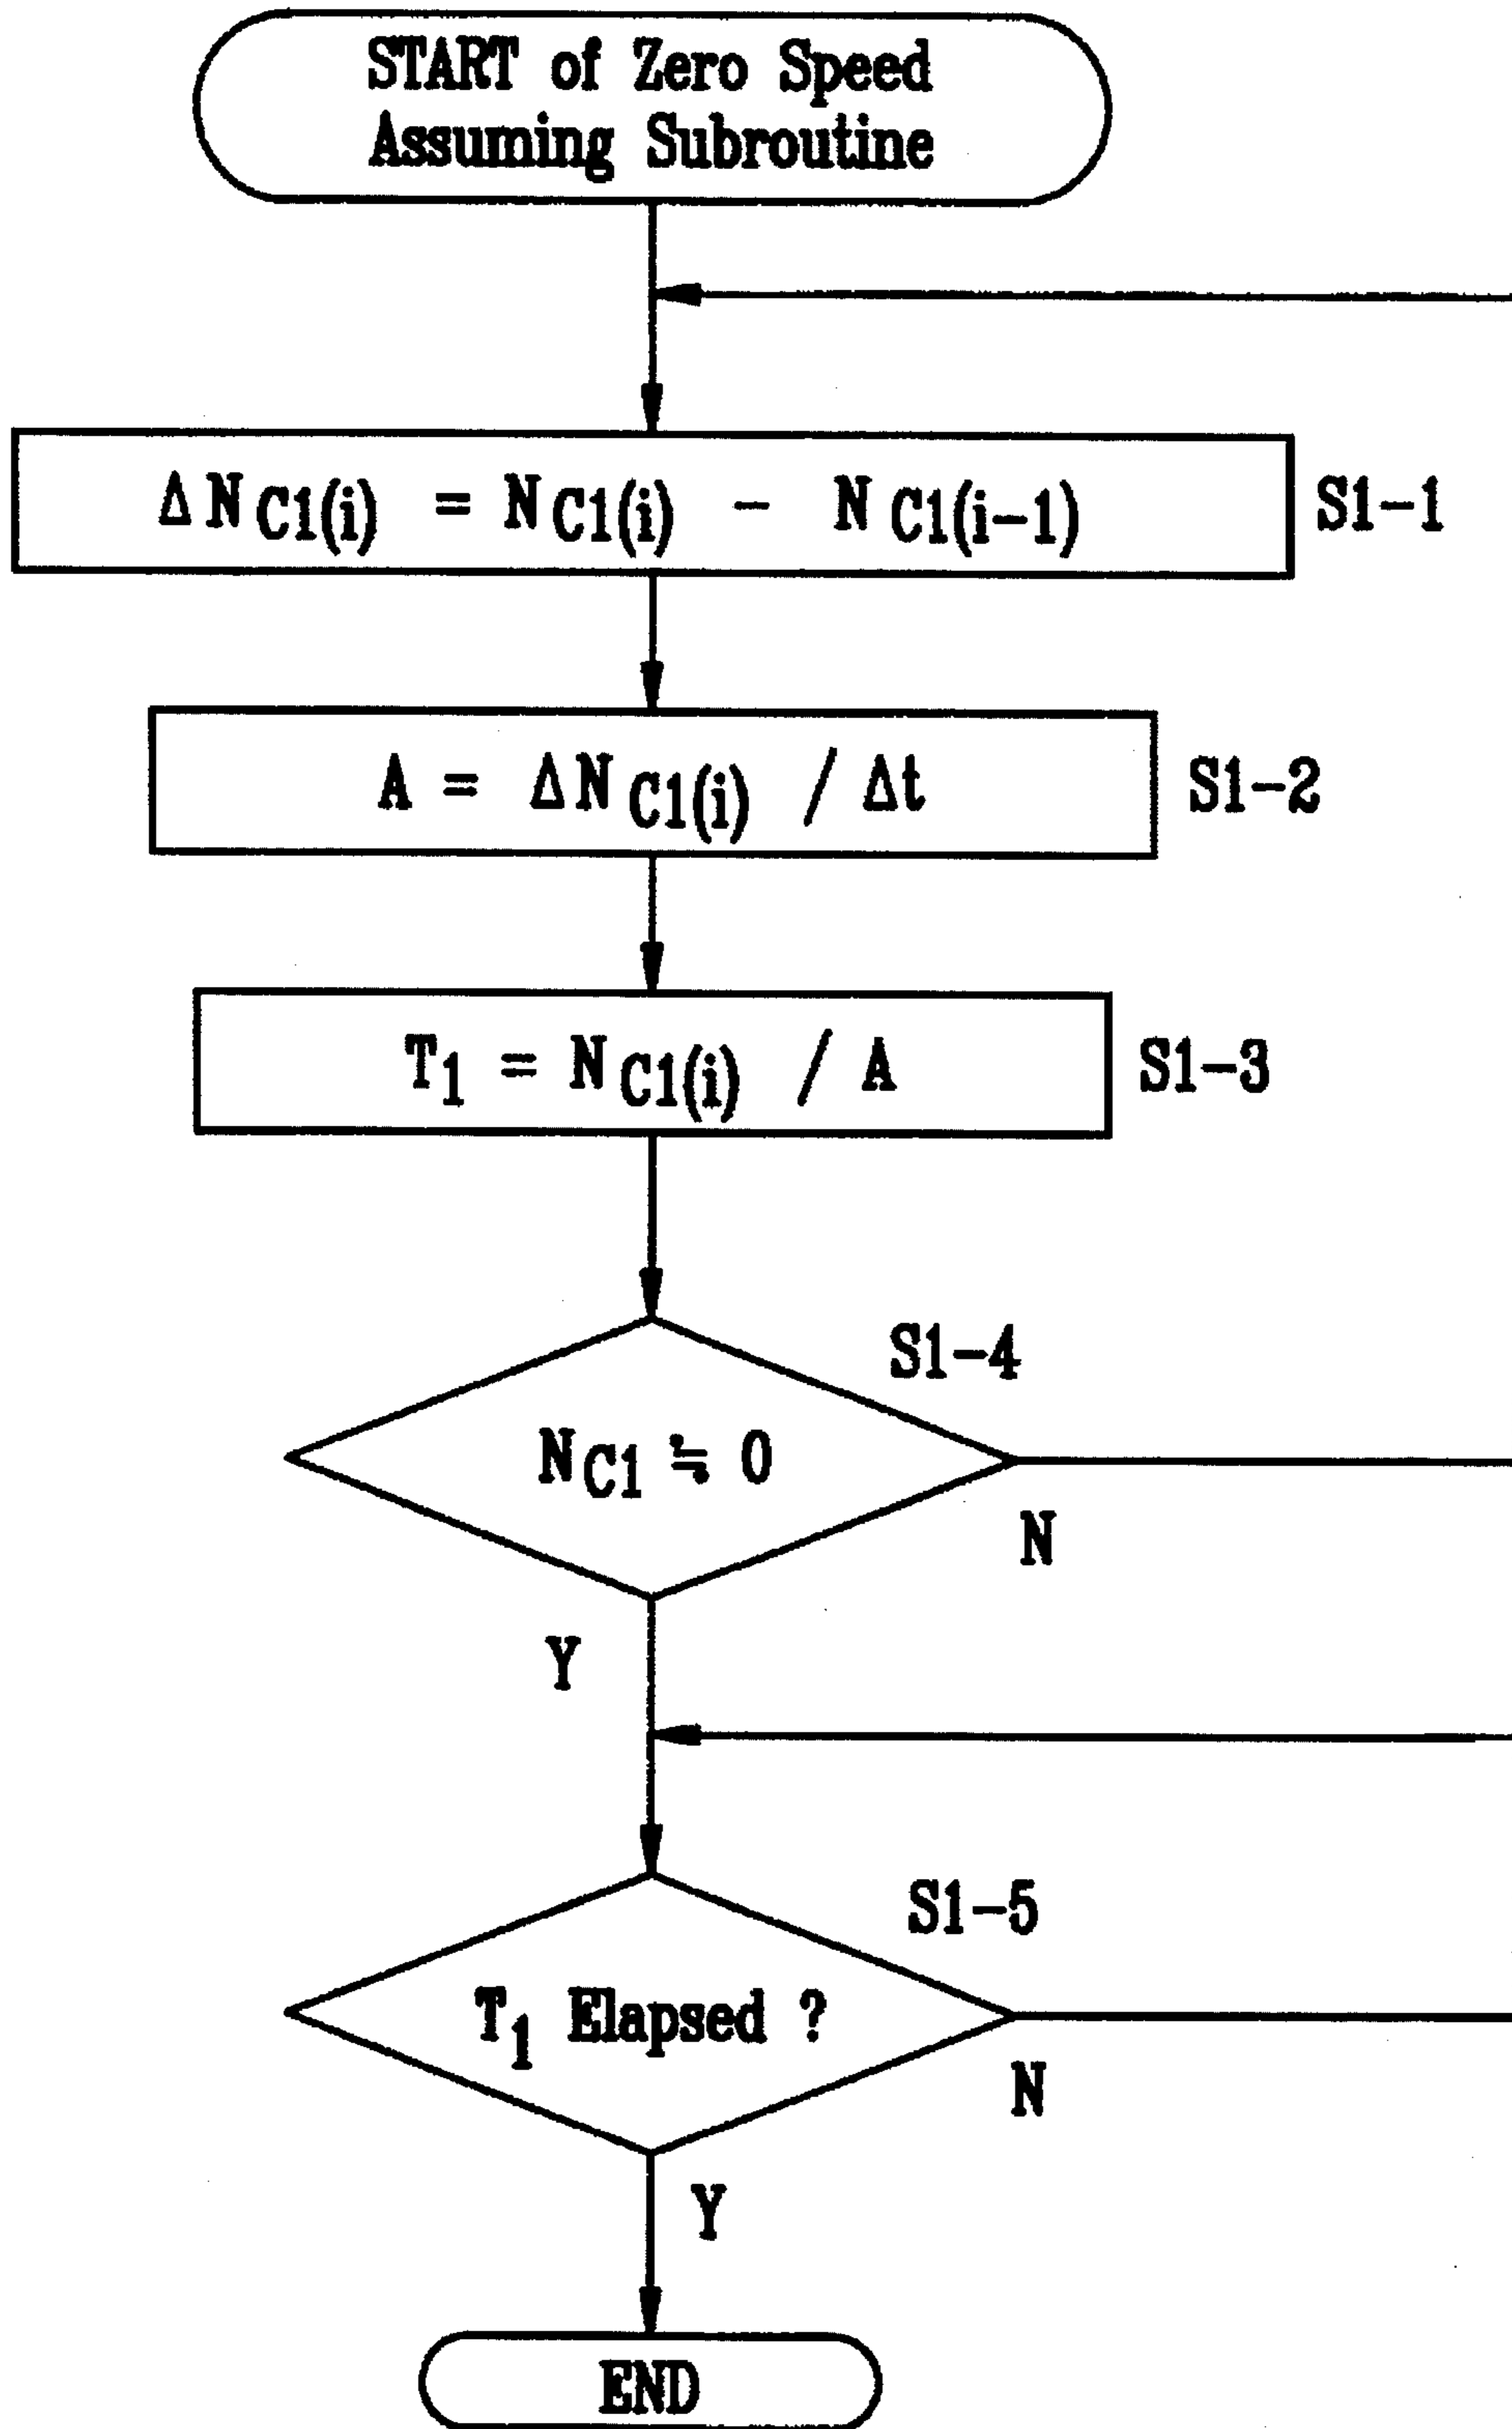 START of Zero Speed
Assuming Subroutine
ΔN C1(i) = N C1(i) - N C1(i-1)
S1-1
A = ΔN C1(i) / Δt
S1-2
T1 = N C1(i) / A
S1-3
S1-4
NC1 ≒ 0
N
Y
S1-5
T1 Elapsed ?
N
Y
END